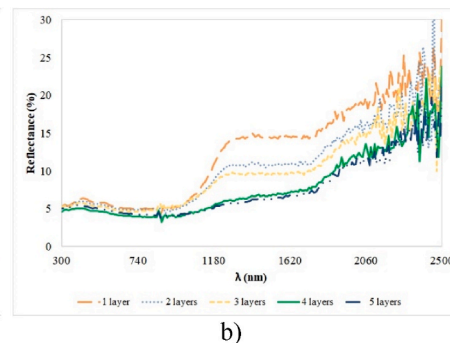 30
25
20
15
10
5
0
Reflectance (%)
300 740 1180 1620 2060 2500
λ (nm)
1 layer 2 layers 3 layers 4 layers 5 layers
b)